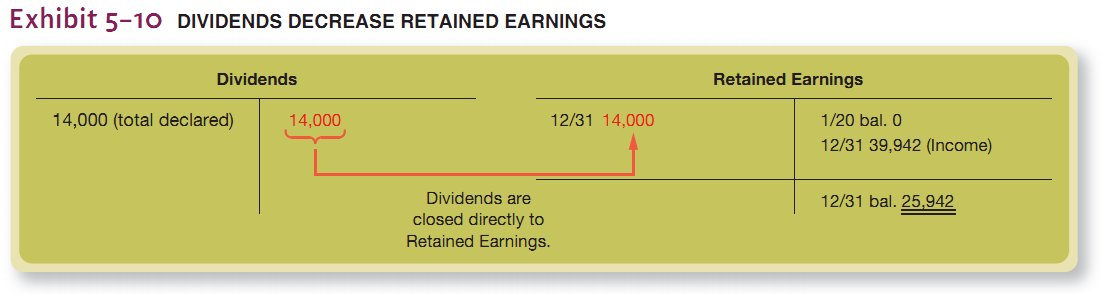 Exhibit 5-10 DIVIDENDS DECREASE RETAINED EARNINGS
Dividends
14,000 (total declared)
14,000
Dividends are
closed directly to
Retained Earnings.
Retained Earnings
12/31 14,000
1/20 bal. 0
12/31 39,942 (Income)
12/31 bal. 25,942